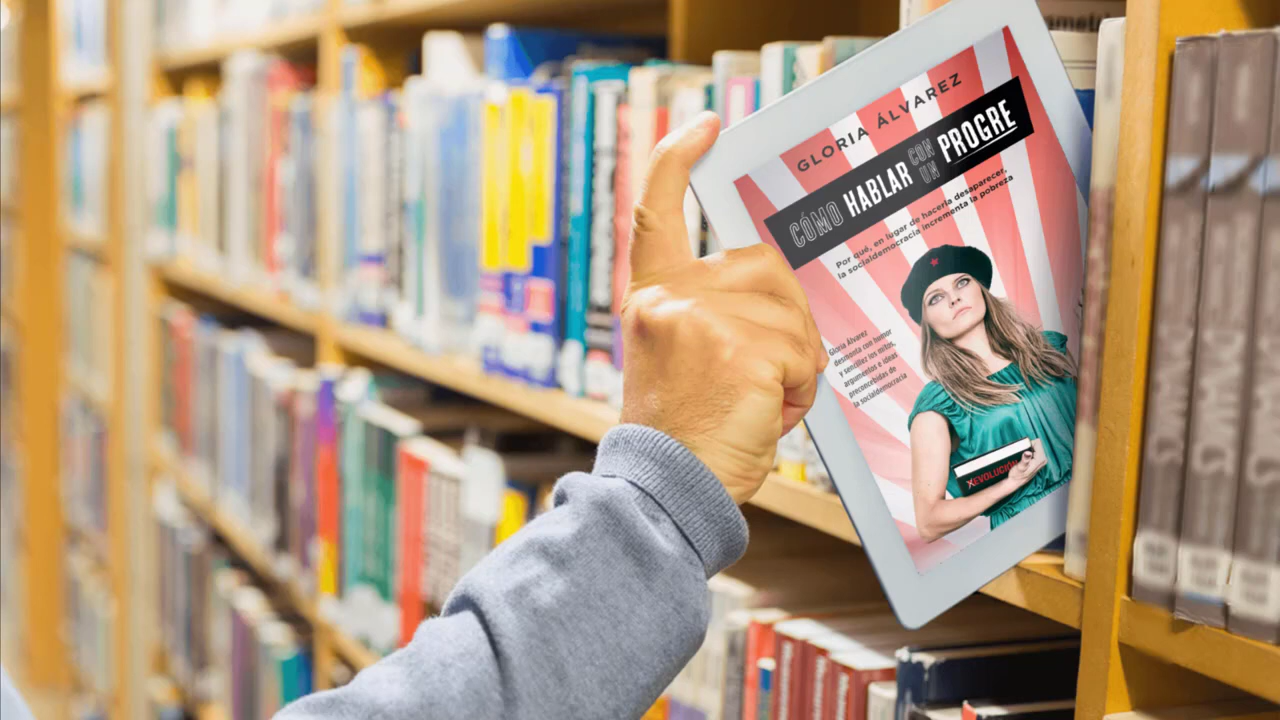 GLORIA ÁLVAREZ
CÓMO HABLAR CON UN PROGRE
Por qué, en lugar de hacerla desaparecer,
la socialdemocracia incrementa la pobreza
Gloria Álvarez
desmonta con humor
y sencillez los mitos,
argumentos e ideas
preconcebidas de
la socialdemocracia
XEVOLUCIÓN